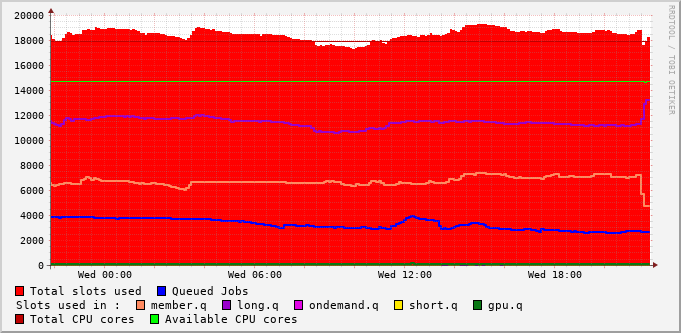 20000
18000
16000
14000
12000
10000
8000
6000
4000
2000
0
Wed 00:00 Wed 06:00 Wed 12:00 Wed 18:00
RRDTOOL / TOBI OETIKER
Total slots used Queued Jobs
Slots used in : member.q long.q ondemand.q short.q gpu.q
Total CPU cores Available CPU cores